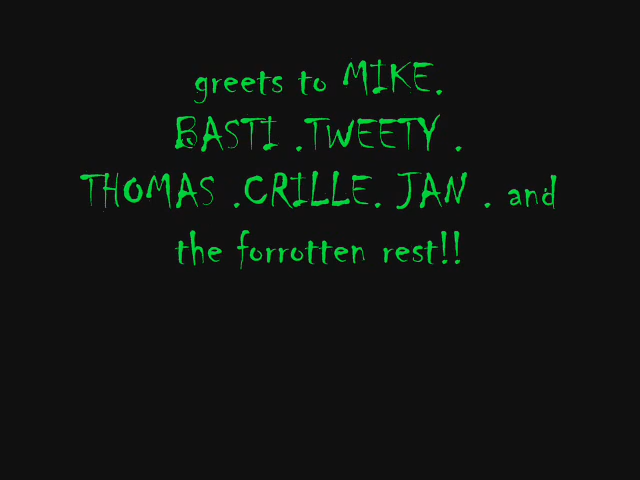 greets to MIKE.
BASTI .TWEETY .
THOMAS .CRILLE. JAN . and
the forrotten rest!!